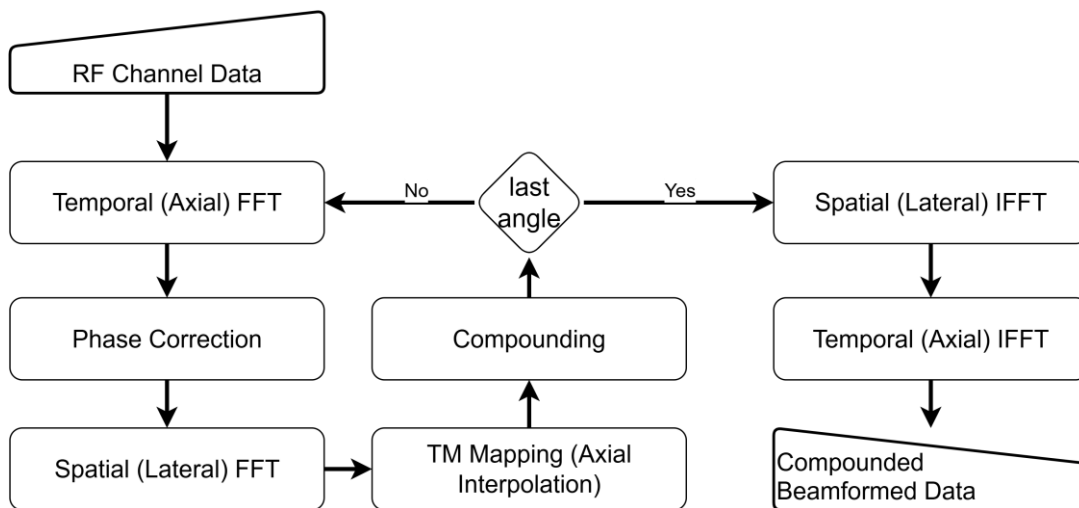 RF Channel Data
Temporal (Axial) FFT
Phase Correction
Spatial (Lateral) FFT
TM Mapping (Axial
Interpolation)
Compounding
last
angle
No
Yes
Spatial (Lateral) IFFT
Temporal (Axial) IFFT
Compounded
Beamformed Data